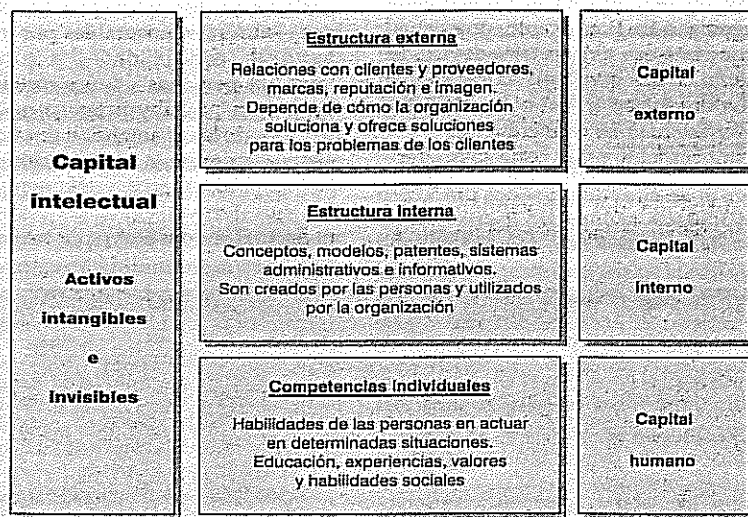 Capital
intelectual
Activos
intangibles
e
invisibles
Estructura externa
Relaciones con clientes y proveedores,
marcas, reputación e imagen.
Depende de cómo la organización
soluciona y ofrece soluciones
para los problemas de los clientes
Capital
externo
Estructura interna
Conceptos, modelos, patentes, sistemas
administrativos e informativos.
Son creados por las personas y utilizados
por la organización
Capital
interno
Competencias individuales
Habilidades de las personas en actuar
en determinadas situaciones.
Educación, experiencias, valores
y habilidades sociales
Capital
humano